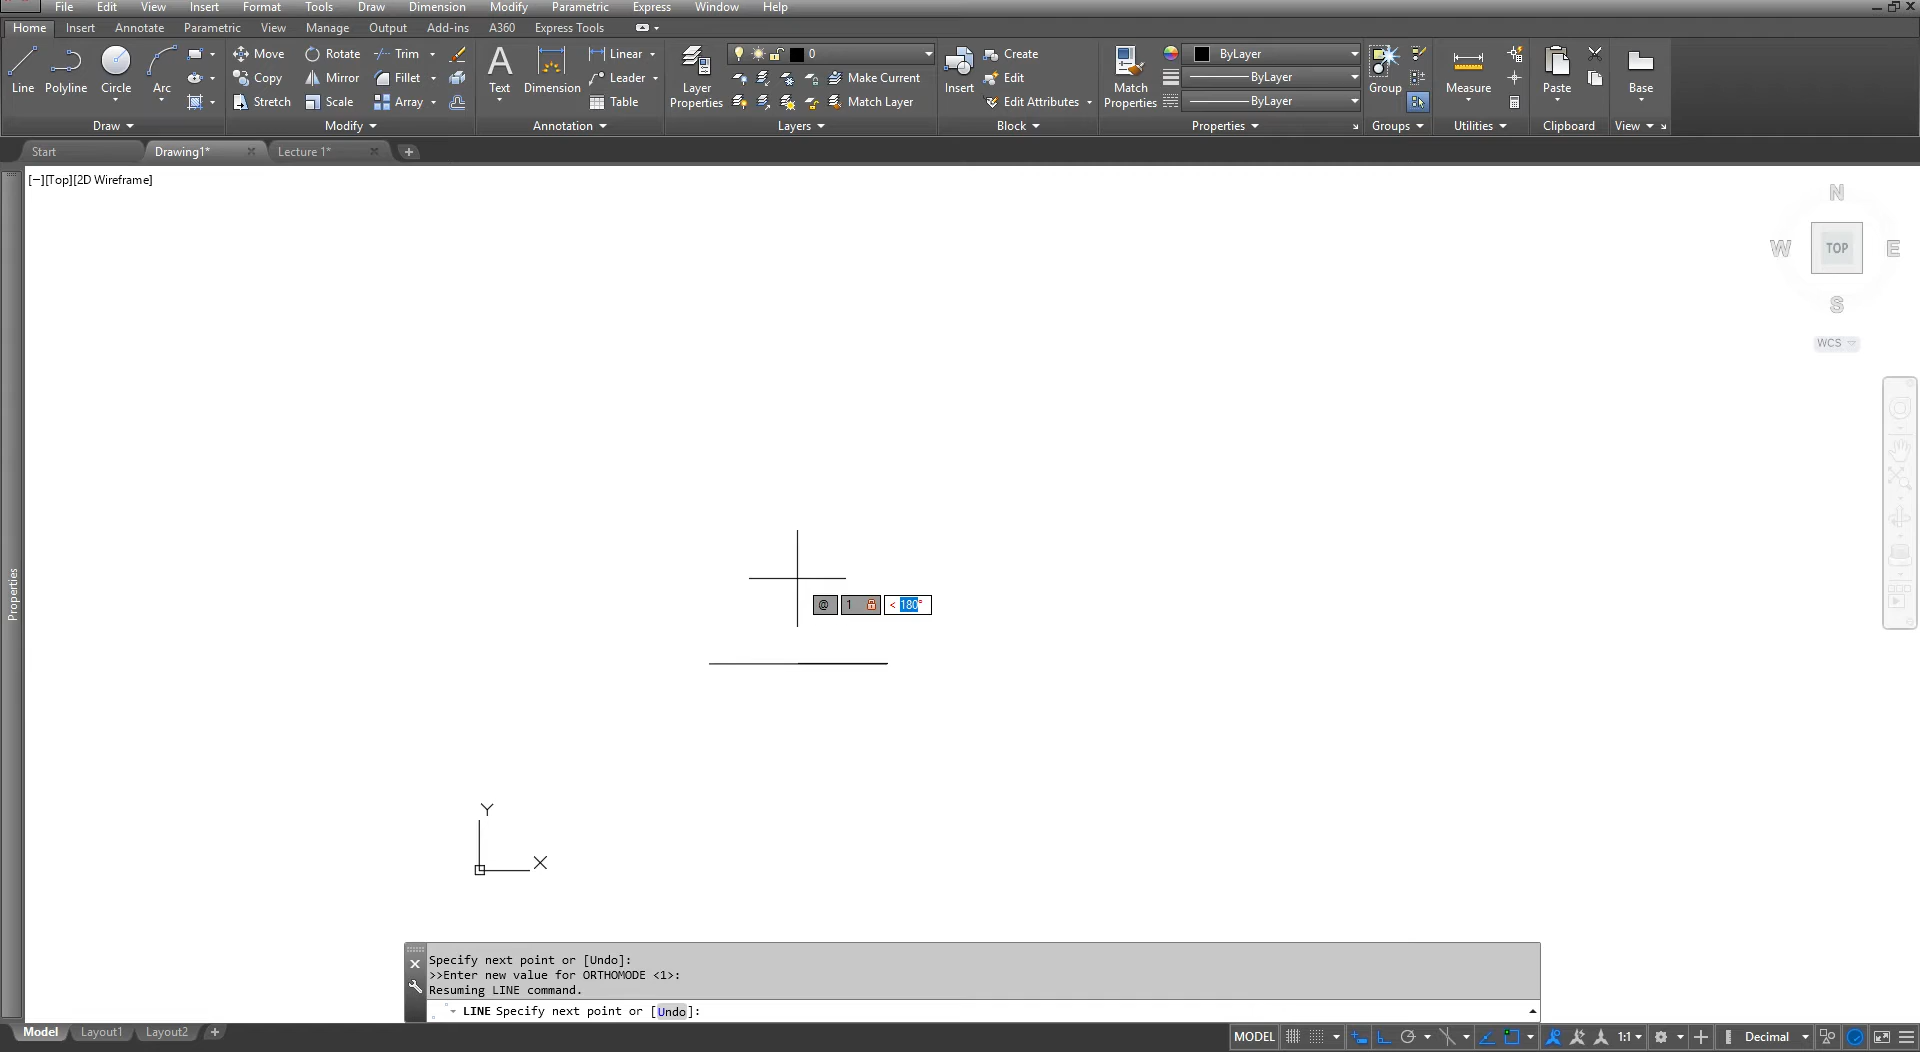 File Edit View Insert Format Tools Draw Dimension Modify Parametric Express Window Help
Home Insert Annotate Parametric View Manage Output Add-ins A360 Express Tools
Line Polyline Circle Arc
Move Rotate Trim
Copy Mirror Fillet
Stretch Scale Array
Text Dimension
Linear
Leader
Table
Layer Properties
0
Make Current
Match Layer
Insert
Create
Edit
Edit Attributes
Match Properties
ByLayer
ByLayer
ByLayer
Group
Measure
Paste
Base
Draw Modify Annotation Layers Block Properties Groups Utilities Clipboard View
Start Drawing1* Lecture 1*
[−][Top][2D Wireframe]
N
W TOP E
S
WCS
@ 1 < 180°
Properties
Y
X
Specify next point or [Undo]:
>>Enter new value for ORTHOMODE <1>:
Resuming LINE command.
LINE Specify next point or [Undo]:
Model Layout1 Layout2
MODEL 1:1 Decimal